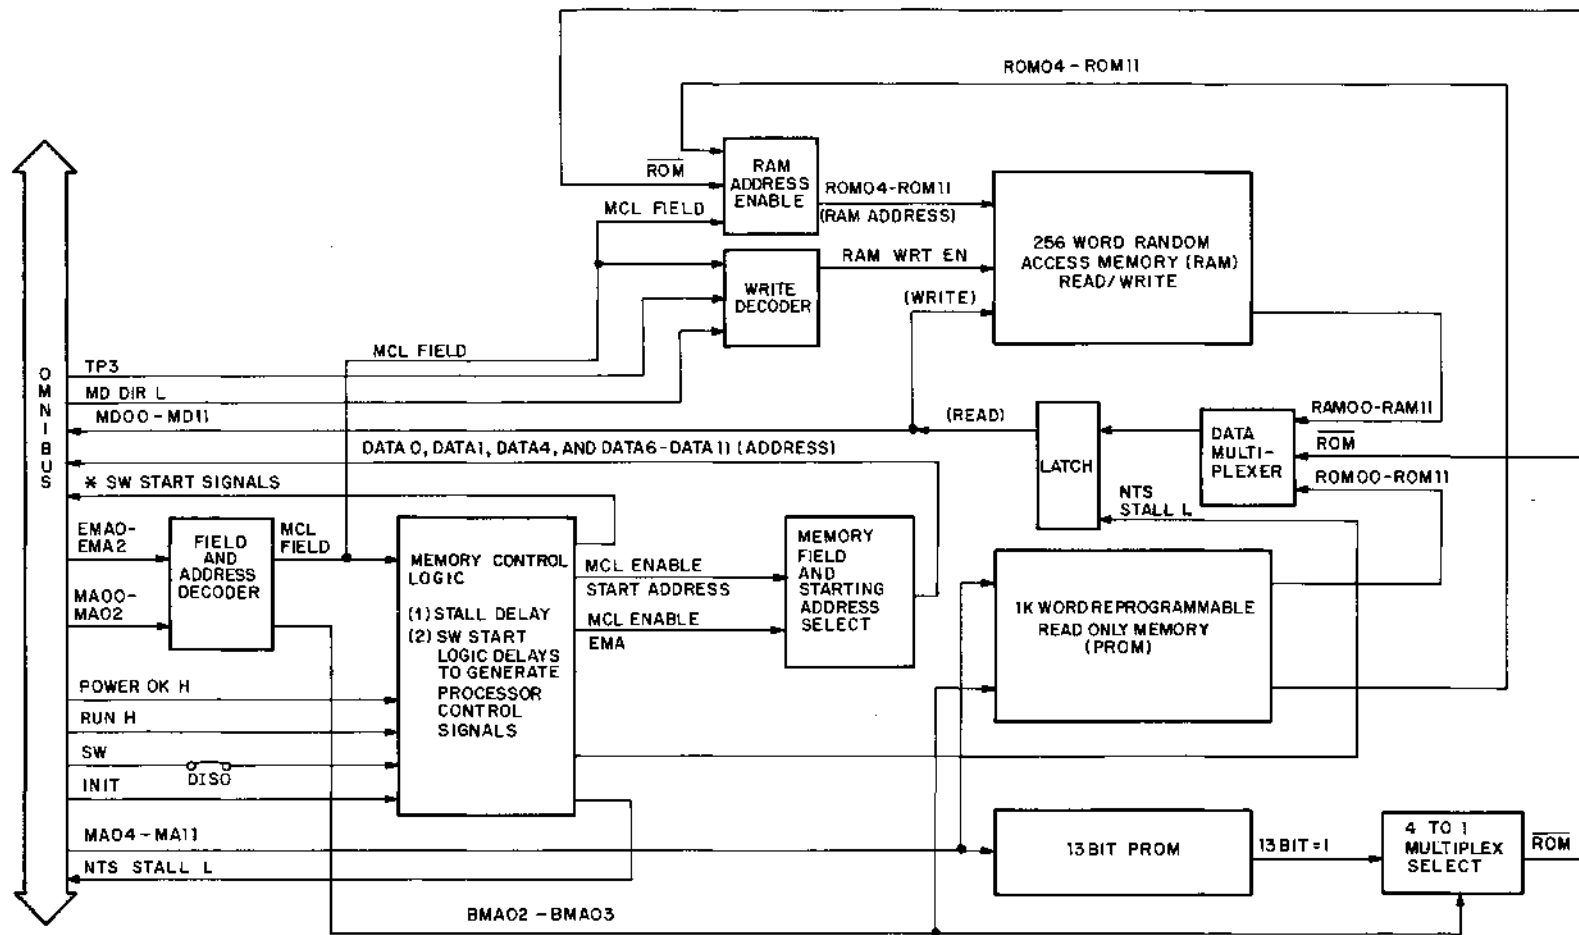 ROM04-ROM11
ROM
RAM
ADDRESS
ENABLE
MCL FIELD
ROM04-ROM11
(RAM ADDRESS)
256 WORD RANDOM
ACCESS MEMORY (RAM)
READ/WRITE
WRITE
DECODER
RAM WRT EN
(WRITE)
MCL FIELD
OMNIBUS
TP3
MD DIR L
MD00-MD11
(READ)
LATCH
DATA
MULTI-
PLEXER
RAM00-RAM11
ROM
ROM00-ROM11
DATA 0, DATA1, DATA4, AND DATA6-DATA11 (ADDRESS)
* SW START SIGNALS
NTS
STALL L
EMA0-
EMA2
MA00-
MA02
FIELD
AND
ADDRESS
DECODER
MCL
FIELD
MEMORY CONTROL
LOGIC
(1) STALL DELAY
(2) SW START
LOGIC DELAYS
TO GENERATE
PROCESSOR
CONTROL
SIGNALS
MCL ENABLE
START ADDRESS
MCL ENABLE
EMA
MEMORY
FIELD
AND
STARTING
ADDRESS
SELECT
1K WORD REPROGRAMMABLE
READ ONLY MEMORY
(PROM)
POWER OK H
RUN H
SW
DISO
INIT
MA04-MA11
NTS STALL L
BMA02-BMA03
13 BIT PROM
13 BIT=1
4 TO 1
MULTIPLEX
SELECT
ROM